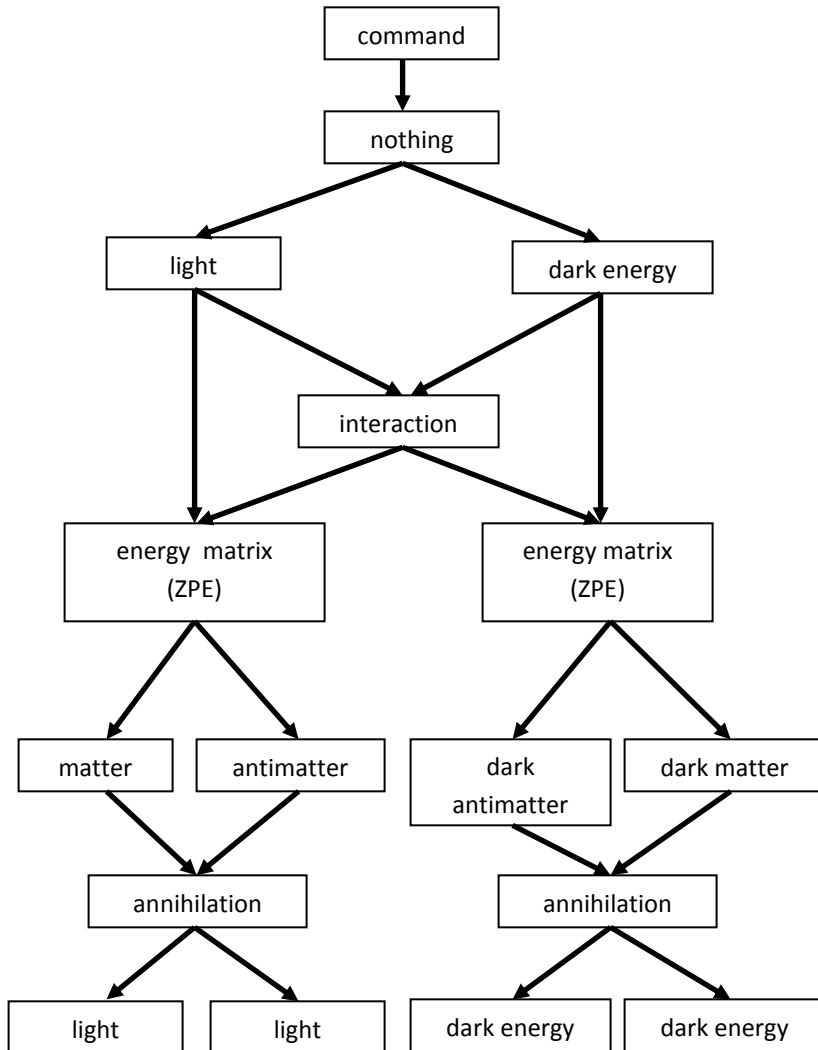 command
nothing
light
dark energy
interaction
energy matrix
(ZPE)
energy matrix
(ZPE)
matter
antimatter
dark
antimatter
dark matter
annihilation
annihilation
light
light
dark energy
dark energy